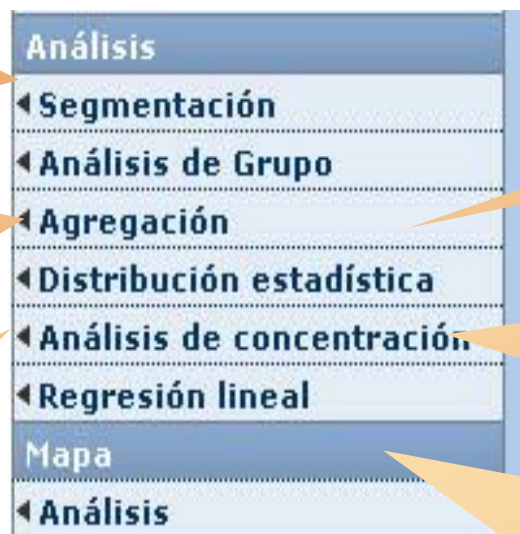 Análisis
Segmentación
Análisis de Grupo
Agregación
Distribución estadística
Análisis de concentración
Regresión lineal
Mapa
Análisis